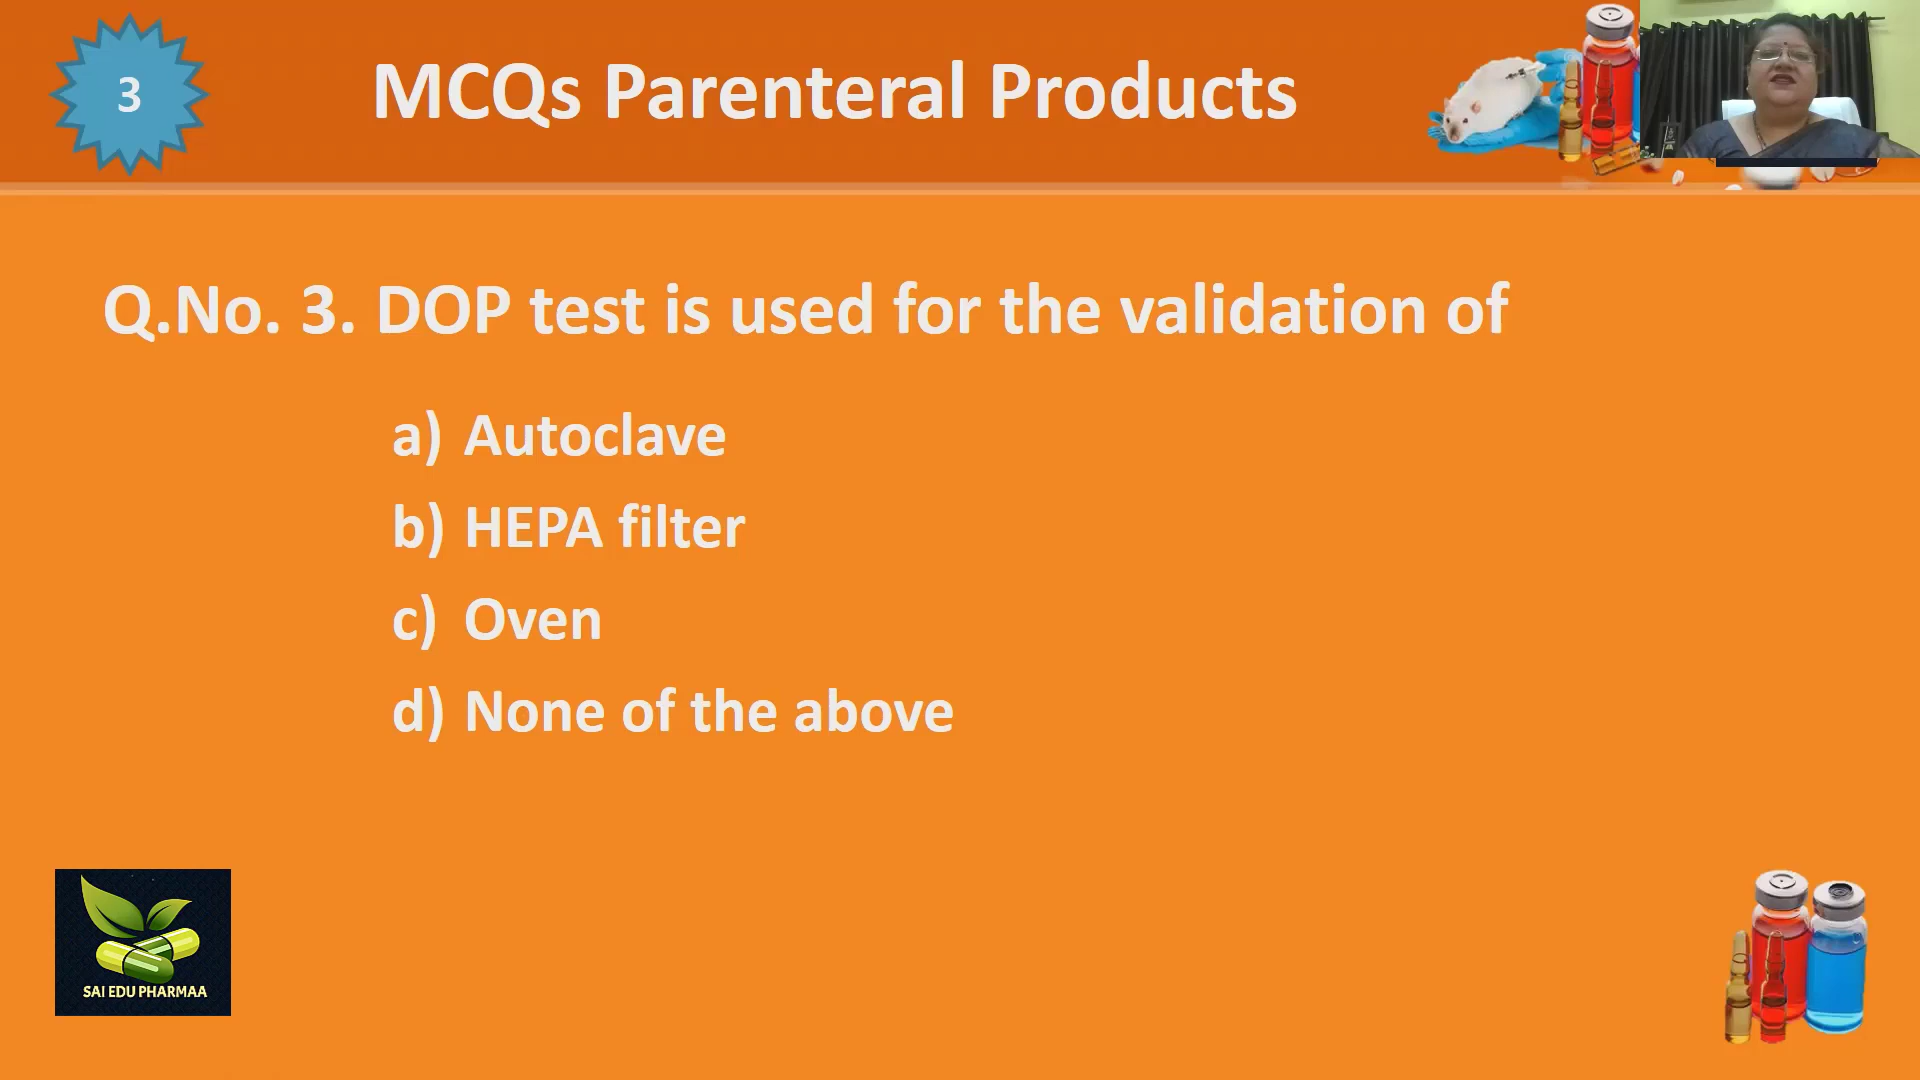 3
MCQs Parenteral Products
Q.No. 3. DOP test is used for the validation of
a) Autoclave
b) HEPA filter
c) Oven
d) None of the above
SAI EDU PHARMAA